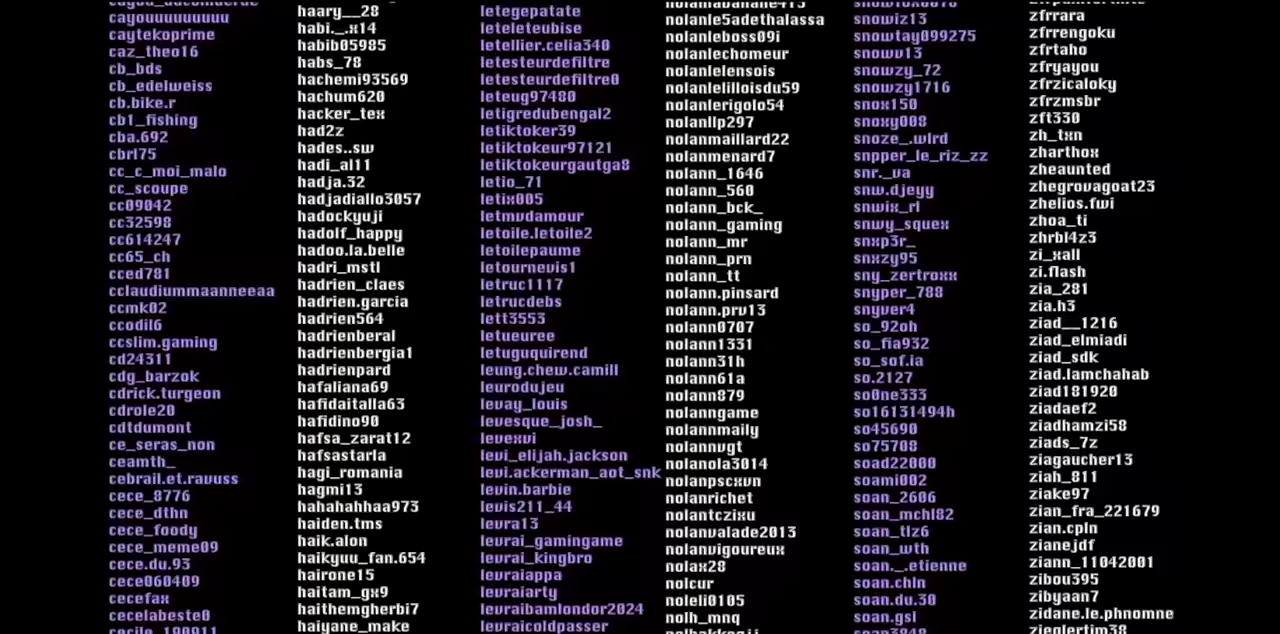 cayouuuuuuuuu
caytekoprime
caz_theo16
cb_bds
cb_edelweiss
cb.bike.r
cb1_fishing
cba.692
cbrl75
cc_c_moi_malo
cc_scoupe
cc09042
cc32598
cc614247
cc65_ch
cced781
cclaudiummaanneeaa
ccmk02
ccodil6
ccslim.gaming
cd24311
cdg_barzok
cdrick.turgeon
cdrole20
cdtdumont
ce_seras_non
ceamth_
cebrail.et.ravuss
cece_8776
cece_dthn
cece_foody
cece_meme09
cece.du.93
cece060409
cecefax
cecelabeste0
haary__28
habi._.x14
habib05985
habs_78
hachemi93569
hachum620
hacker_tex
had2z
hades..sw
hadi_al11
hadja.32
hadjadiallo3057
hadockyuji
hadolf_happy
hadoo.la.belle
hadri_mstl
hadrien_claes
hadrien.garcia
hadrien564
hadrienberal
hadrienbergia1
hadrienpard
hafaliana69
hafidaitalla63
hafidino90
hafsa_zarat12
hafsastarla
hagi_romania
hagmi13
hahahahhaa973
haiden.tms
haik.alon
haikyuu_fan.654
hairone15
haitam_gx9
haithemgherbi7
haiyane_make
letegepatate
leteleteubise
letellier.celia340
letesteurdefiltre
letesteurdefiltre0
leteug97480
letigredubengal2
letiktoker39
letiktokeur97121
letiktokeurgautga8
letio_71
letix005
letmvdamour
letoile.letoile2
letoilepaume
letournevis1
letruc1117
letrucdebs
lett3553
letueuree
letuguquirend
leung.chew.camill
leurodujeu
levay_louis
levesque_josh_
levexvi
levi_elijah.jackson
levi.ackerman_aot_snk
levin.barbie
levis211_44
levra13
levrai_gamingame
levrai_kingbro
levraiappa
levraiarty
levraibamlondor2024
levraicoldpasser
nolanle5adethalassa
nolanleboss09i
nolanlechomeur
nolanlelensois
nolanlelilloisdu59
nolanlerigolo54
nolanllp297
nolanmaillard22
nolanmenard7
nolann_1646
nolann_560
nolann_bck_
nolann_gaming
nolann_mr
nolann_prn
nolann_tt
nolann.pinsard
nolann.prv13
nolann0707
nolann1331
nolann31h
nolann61a
nolann879
nolanngame
nolannmaily
nolannvgt
nolanola3014
nolanpscxvn
nolanrichet
nolantczixu
nolanvalade2013
nolanvigoureux
nolax28
nolcur
noleli0105
nolh_mnq
snowiz13
snowtay099275
snowv13
snowzy_72
snowzy1716
snox150
snoxy008
snoze_.wlrd
snpper_le_riz_zz
snr._va
snw.djeyy
snwix_rl
snwy_squex
snxp3r_
snxzy95
sny_zertroxx
snyper_788
snyver4
so_92oh
so_fia932
so_sof.ia
so.2127
so0ne333
so16131494h
so45690
so75708
soad22000
soami002
soan_2606
soan_mchl82
soan_tlz6
soan_wth
soan._.etienne
soan.chln
soan.du.30
soan.gsl
zfrrara
zfrrengoku
zfrtaho
zfryayou
zfrzicaloky
zfrzmsbr
zft330
zh_txn
zharthox
zheaunted
zhegrovagoat23
zhelios.fwi
zhoa_ti
zhrbl4z3
zi_xall
zi.flash
zia_281
zia.h3
ziad__1216
ziad_elmiadi
ziad_sdk
ziad.lamchahab
ziad181920
ziadaef2
ziadhamzi58
ziads_7z
ziagaucher13
ziah_811
ziake97
zian_fra_221679
zian.cpln
zianejdf
ziann_11042001
zibou395
zibyaan7
zidane.le.phnomne
zieglertim38